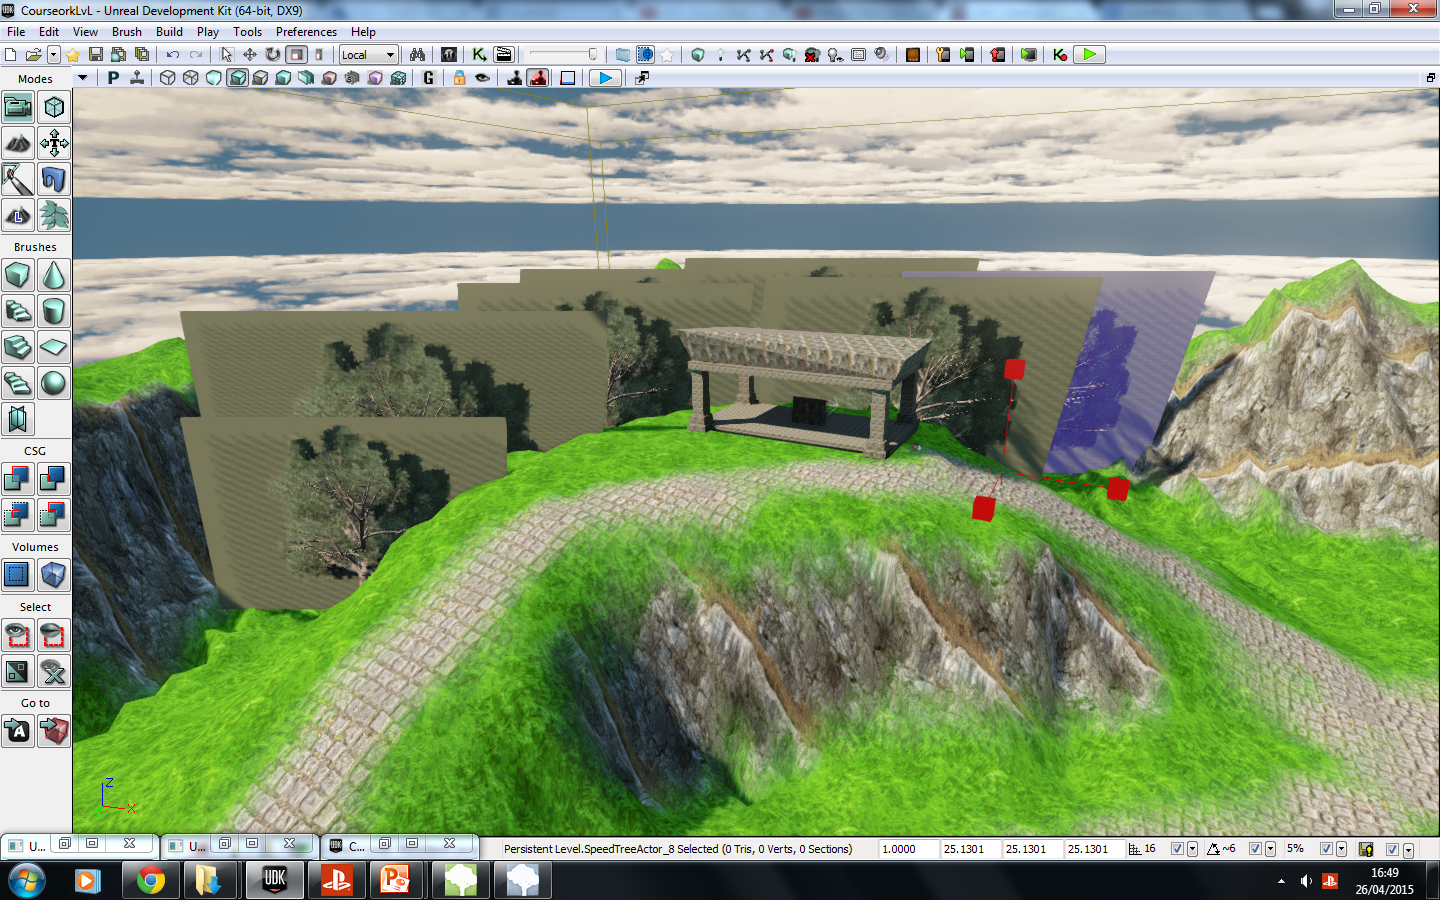 CourseorkLvL - Unreal Development Kit (64-bit, DX9)
File Edit View Brush Build Play Tools Preferences Help
Local
Modes
P
G
L
Brushes
CSG
Volumes
Select
Go to
A
Z
X
U...
U...
C...
Persistent Level.SpeedTreeActor_8 Selected (0 Tris, 0 Verts, 0 Sections)
1.0000
25.1301
25.1301
25.1301
16
~6
5%
UDK
16:49
26/04/2015